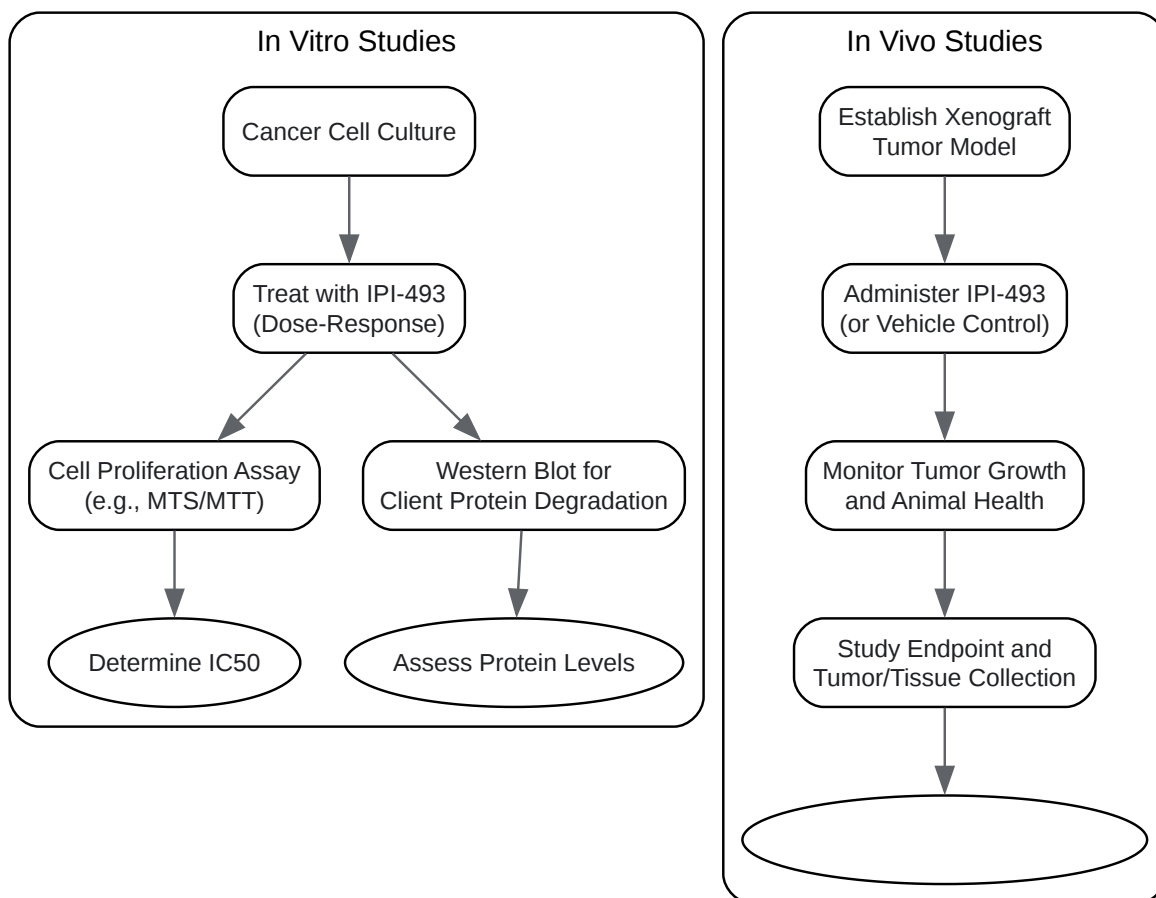 In Vitro Studies
Cancer Cell Culture
Treat with IPI-493
(Dose-Response)
Cell Proliferation Assay
(e.g., MTS/MTT)
Western Blot for
Client Protein Degradation
Determine IC50
Assess Protein Levels
In Vivo Studies
Establish Xenograft
Tumor Model
Administer IPI-493
(or Vehicle Control)
Monitor Tumor Growth
and Animal Health
Study Endpoint and
Tumor/Tissue Collection